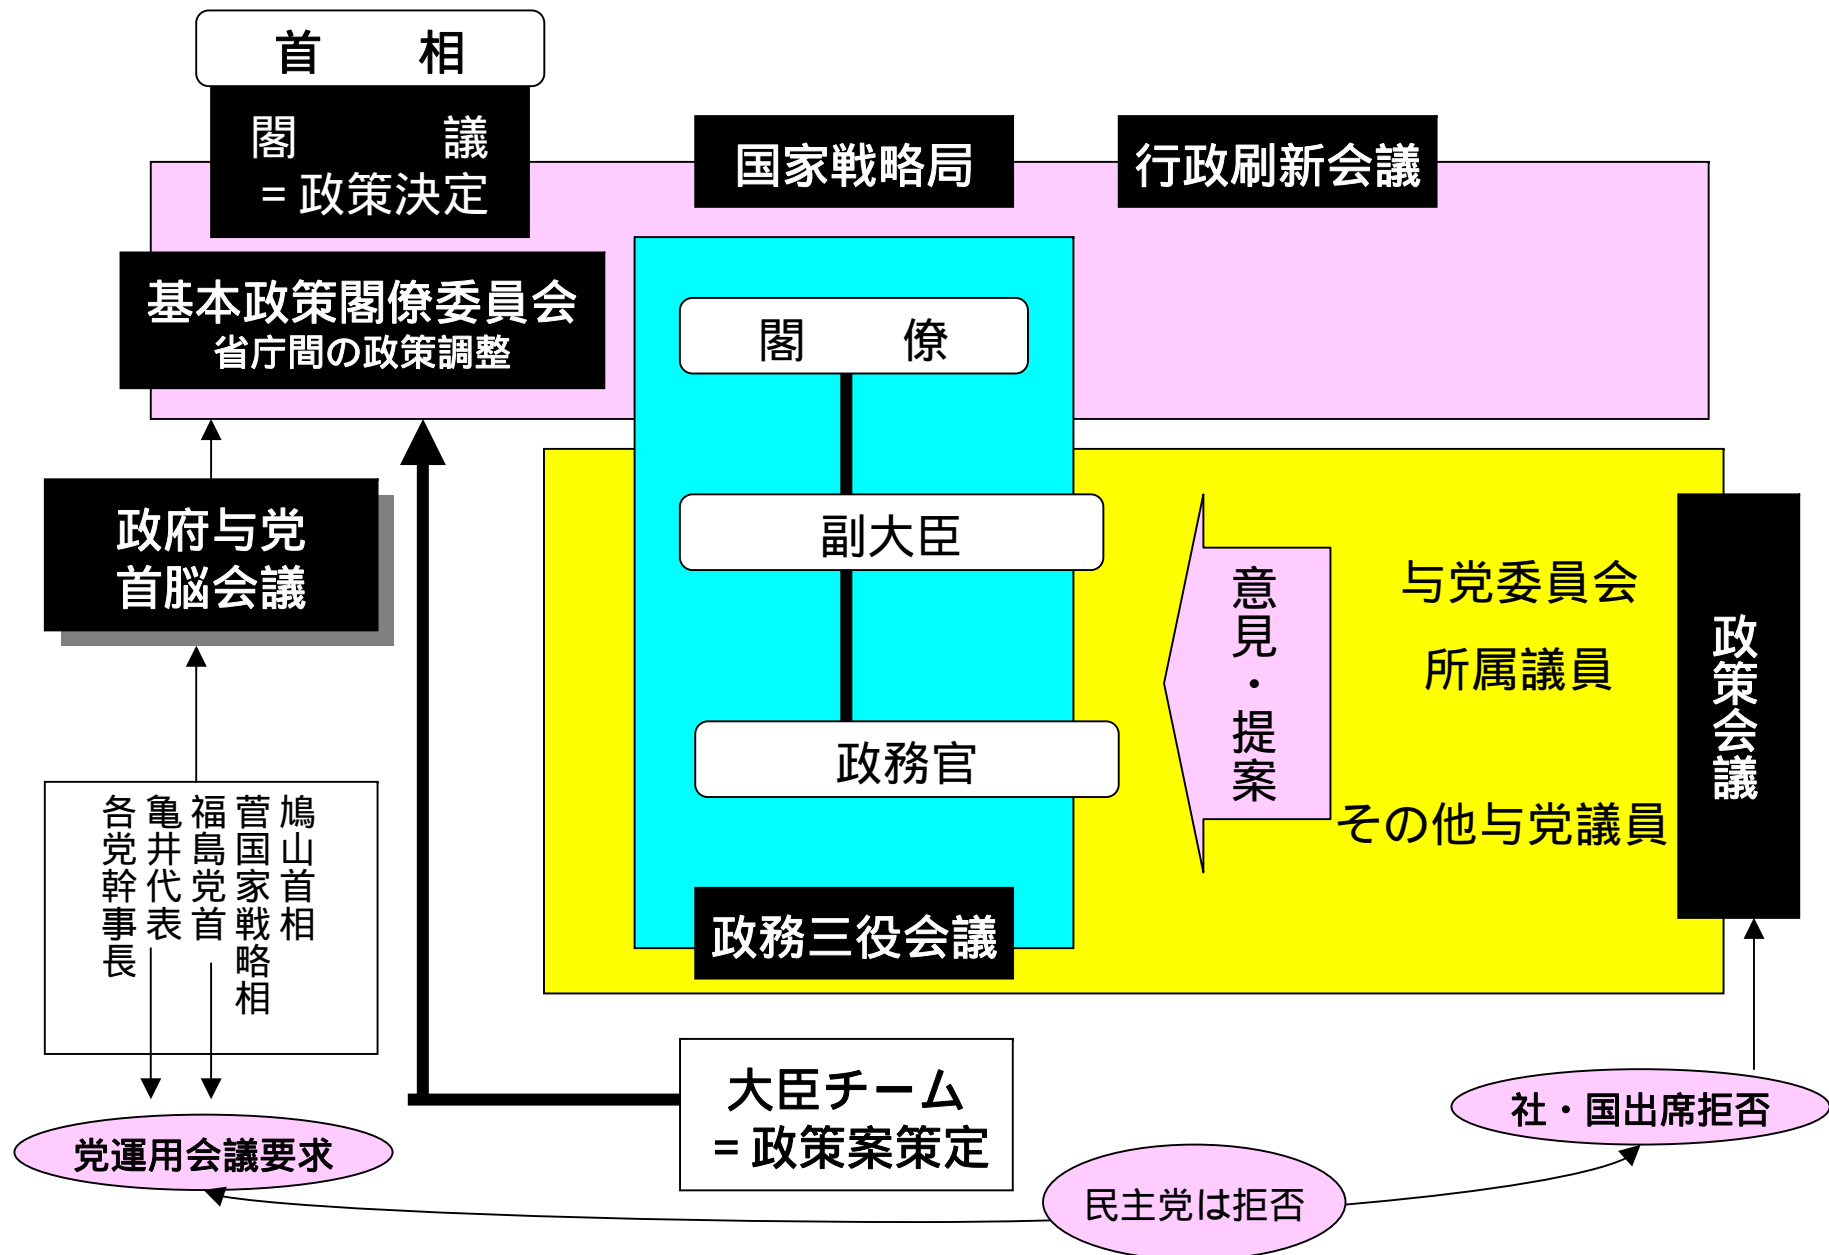 首　　相
閣　　　議
＝政策決定
国家戦略局
行政刷新会議
基本政策閣僚委員会
省庁間の政策調整
閣　　僚
政府与党
首脳会議
副大臣
意見・提案
与党委員会
所属議員
その他与党議員
政策会議
政務官
鳩山首相
菅国家戦略相
福島党首
亀井代表
各党幹事長
政務三役会議
大臣チーム
＝政策案策定
社・国出席拒否
党運用会議要求
民主党は拒否